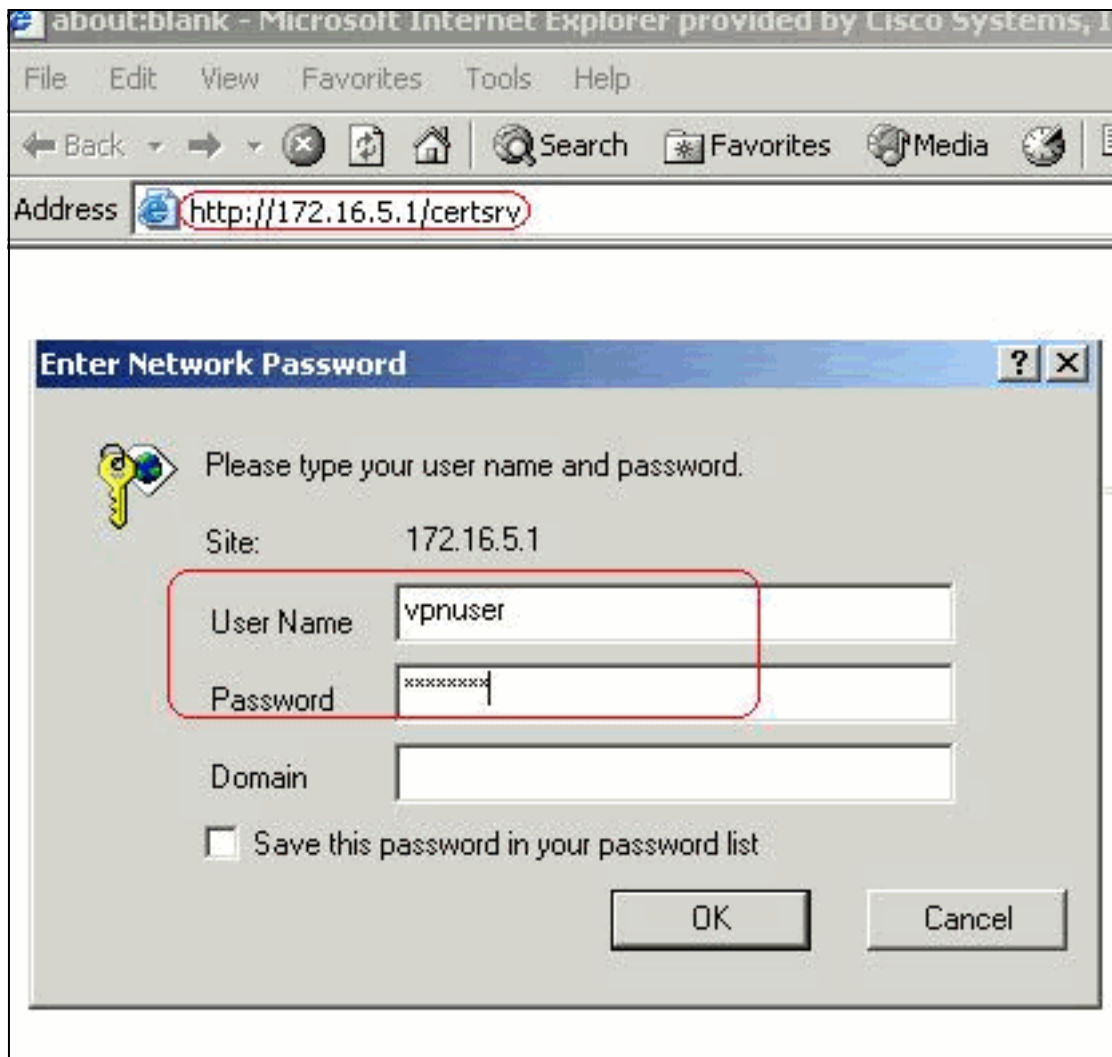 about:blank - Microsoft Internet Explorer provided by Cisco Systems, I
File Edit View Favorites Tools Help
Back Search Favorites Media
Address http://172.16.5.1/certsrv
Enter Network Password
Please type your user name and password.
Site: 172.16.5.1
User Name vpnuser
Password ××××××××
Domain
Save this password in your password list
OK Cancel